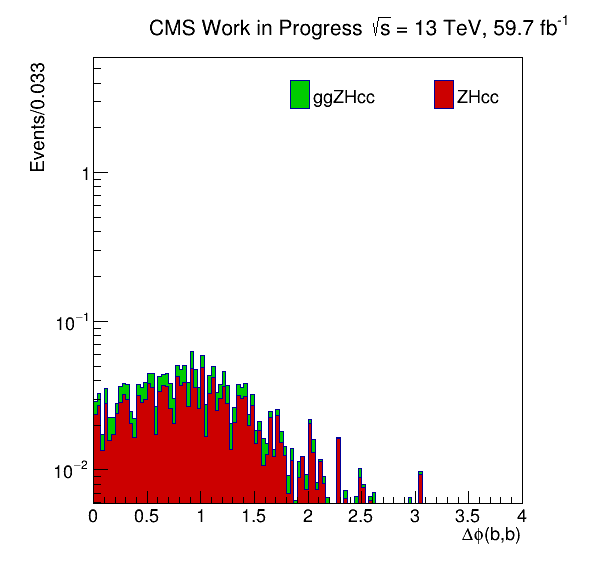 CMS Work in Progress √s = 13 TeV, 59.7 fb⁻¹
Events/0.033
ggZHcc ZHcc
1
10⁻¹
10⁻²
0 0.5 1 1.5 2 2.5 3 3.5 4
Δϕ(b,b)